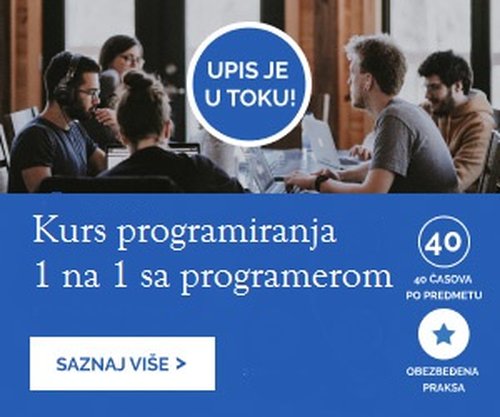 UPIS JE
U TOKU!
Kurs programiranja
1 na 1 sa programerom
40
40 ČASOVA
PO PREDMETU
OBEZBEĐENA
PRAKSA
SAZNAJ VIŠE >